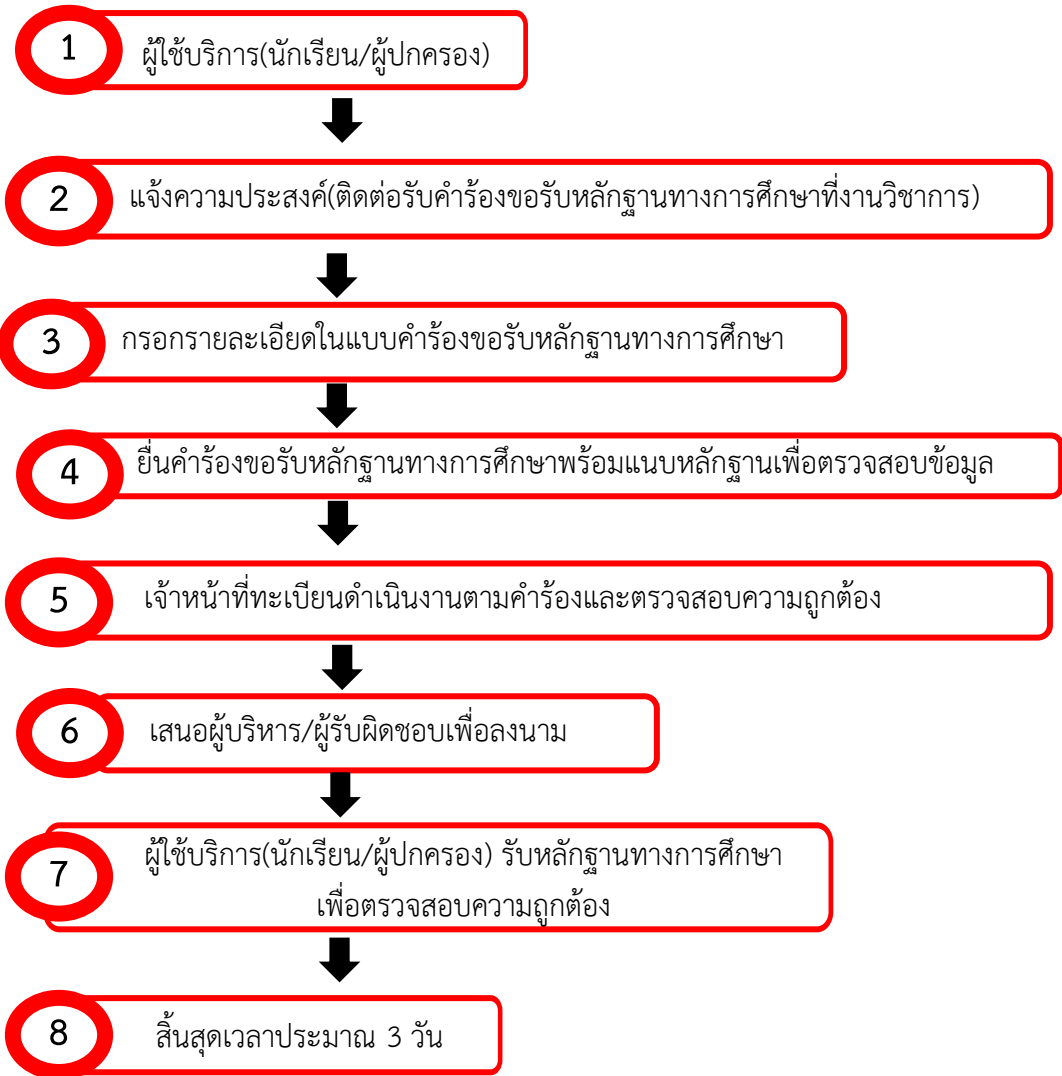 1
ผู้ใช้บริการ(นักเรียน/ผู้ปกครอง)
2
แจ้งความประสงค์(ติดต่อรับคำร้องขอรับหลักฐานทางการศึกษาที่งานวิชาการ)
3
กรอกรายละเอียดในแบบคำร้องขอรับหลักฐานทางการศึกษา
4
ยื่นคำร้องขอรับหลักฐานทางการศึกษาพร้อมแนบหลักฐานเพื่อตรวจสอบข้อมูล
5
เจ้าหน้าที่ทะเบียนดำเนินงานตามคำร้องและตรวจสอบความถูกต้อง
6
เสนอผู้บริหาร/ผู้รับผิดชอบเพื่อลงนาม
7
ผู้ใช้บริการ(นักเรียน/ผู้ปกครอง) รับหลักฐานทางการศึกษา
เพื่อตรวจสอบความถูกต้อง
8
สิ้นสุดเวลาประมาณ 3 วัน